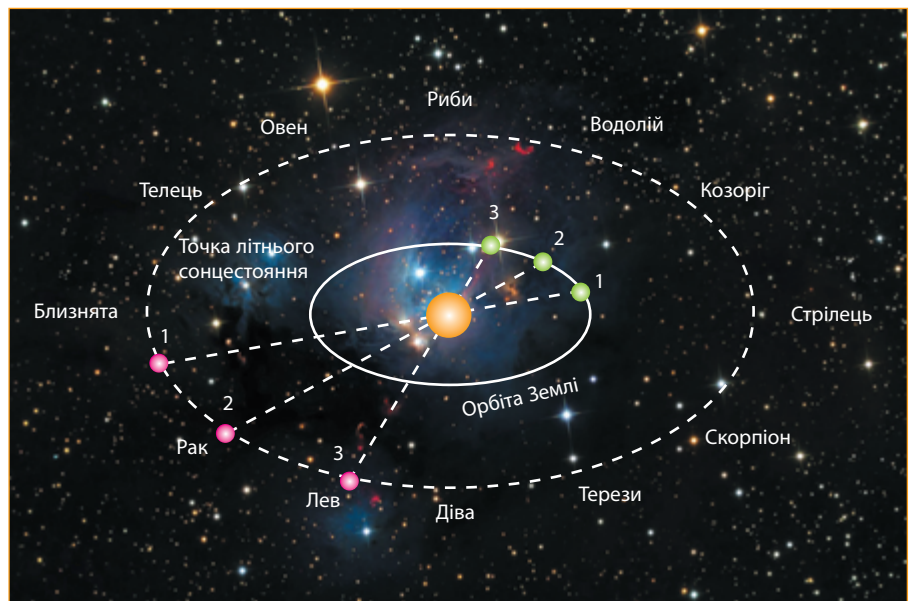 Риби
Овен
Водолій
Телець
Козоріг
3
Точка літнього
сонцестояння
2
1
Близнята
Стрілець
1
Орбіта Землі
2
Рак
Скорпіон
3
Лев
Діва
Терези